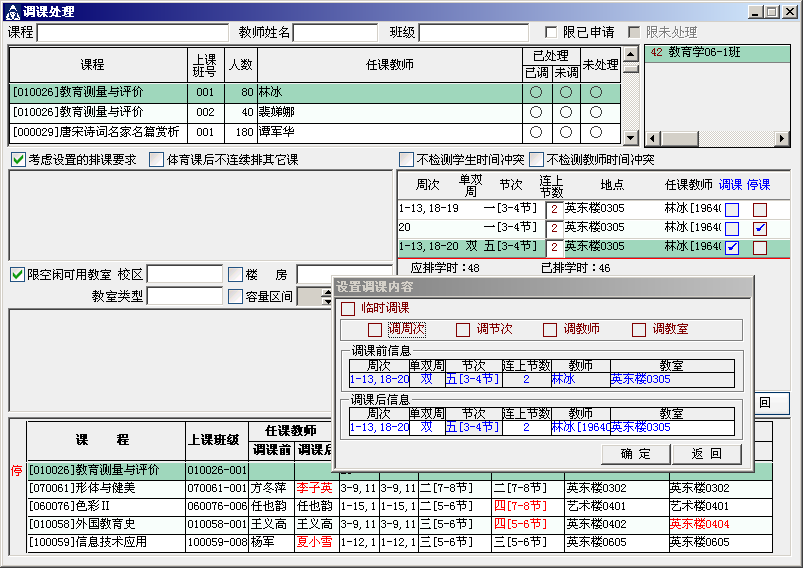 调课处理
课程 教师姓名 班级 限已申请 限未处理
课程 上课班号 人数 任课教师 已处理 已调 未调 未处理
[010026]教育测量与评价 001 80 林冰
[010026]教育测量与评价 002 40 裴娣娜
[000029]唐宋诗词名家名篇赏析 001 180 谭军华
42 教育学06-1班
考虑设置的排课要求 体育课后不连续排其它课 不检测学生时间冲突 不检测教师时间冲突
周次 单双周 节次 连上节数 地点 任课教师 调课 停课
1-13,18-19 一[3-4节] 2 英东楼0305 林冰[1964
20 一[3-4节] 2 英东楼0305 林冰[1964
1-13,18-20 双 五[3-4节] 2 英东楼0305 林冰[1964
应排学时:48 已排学时:46
限空闲可用教室 校区 楼 房
教室类型 容量区间
设置调课内容
临时调课
调周次 调节次 调教师 调教室
调课前信息
周次 单双周 节次 连上节数 教师 教室
1-13,18-20 双 五[3-4节] 2 林冰 英东楼0305
调课后信息
周次 单双周 节次 连上节数 教师 教室
1-13,18-20 双 五[3-4节] 2 林冰[1964 英东楼0305
确 定 返 回
回
课 程 上课班级 任课教师
调课前 调课后
停 [010026]教育测量与评价 010026-001
[070061]形体与健美 070061-001 方冬萍 李子英 3-9,11 3-9,11 二[7-8节] 二[7-8节] 英东楼0302 英东楼0302
[060076]色彩II 060076-006 任也韵 任也韵 1-15,1 1-15,1 二[7-8节] 四[7-8节] 艺术楼0401 艺术楼0401
[010058]外国教育史 010058-001 王义高 王义高 3-9,11 3-9,11 三[5-6节] 四[5-6节] 英东楼0402 英东楼0404
[100059]信息技术应用 100059-008 杨军 夏小雪 1-12,1 1-12,1 三[5-6节] 三[5-6节] 英东楼0605 英东楼0605